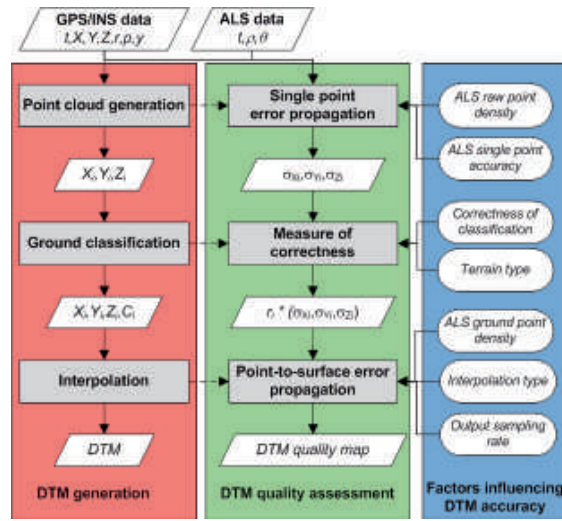 GPS/INS data
t,X,Y,Z,r,p,y
ALS data
t,ρ,θ
Point cloud generation
Single point
error propagation
ALS raw point
density
ALS single point
accuracy
Xᵢ,Yᵢ,Zᵢ
σXi,σYi,σZi
Ground classification
Measure of
correctness
Correctness of
classification
Terrain type
Xᵢ,Yᵢ,Zᵢ,Cᵢ
rᵢ * (σXi,σYi,σZi)
ALS ground point
density
Interpolation
Point-to-surface error
propagation
Interpolation type
Output sampling
rate
DTM
DTM quality map
DTM generation
DTM quality assessment
Factors influencing
DTM accuracy